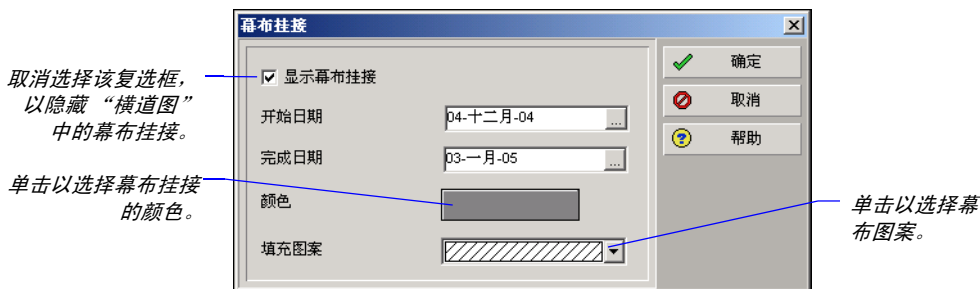 幕布挂接
取消选择该复选框，
以隐藏 “横道图”
中的幕布挂接。
显示幕布挂接
确定
开始日期
04-十二月-04
...
取消
完成日期
03-一月-05
...
帮助
单击以选择幕布挂接
的颜色。
颜色
单击以选择幕
布图案。
填充图案